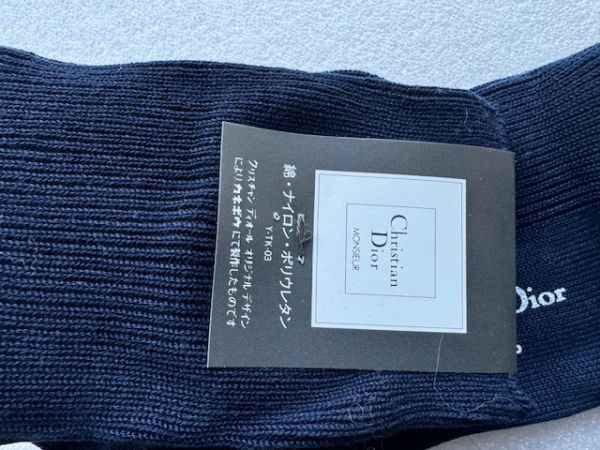 Christian
Dior
MONSIEUR
綿・ナイロン・ポリウレタン
Y-TK-03
クリスチャン ディオール オリジナル デザイン
により カネボウ にて製作したものです
Dior